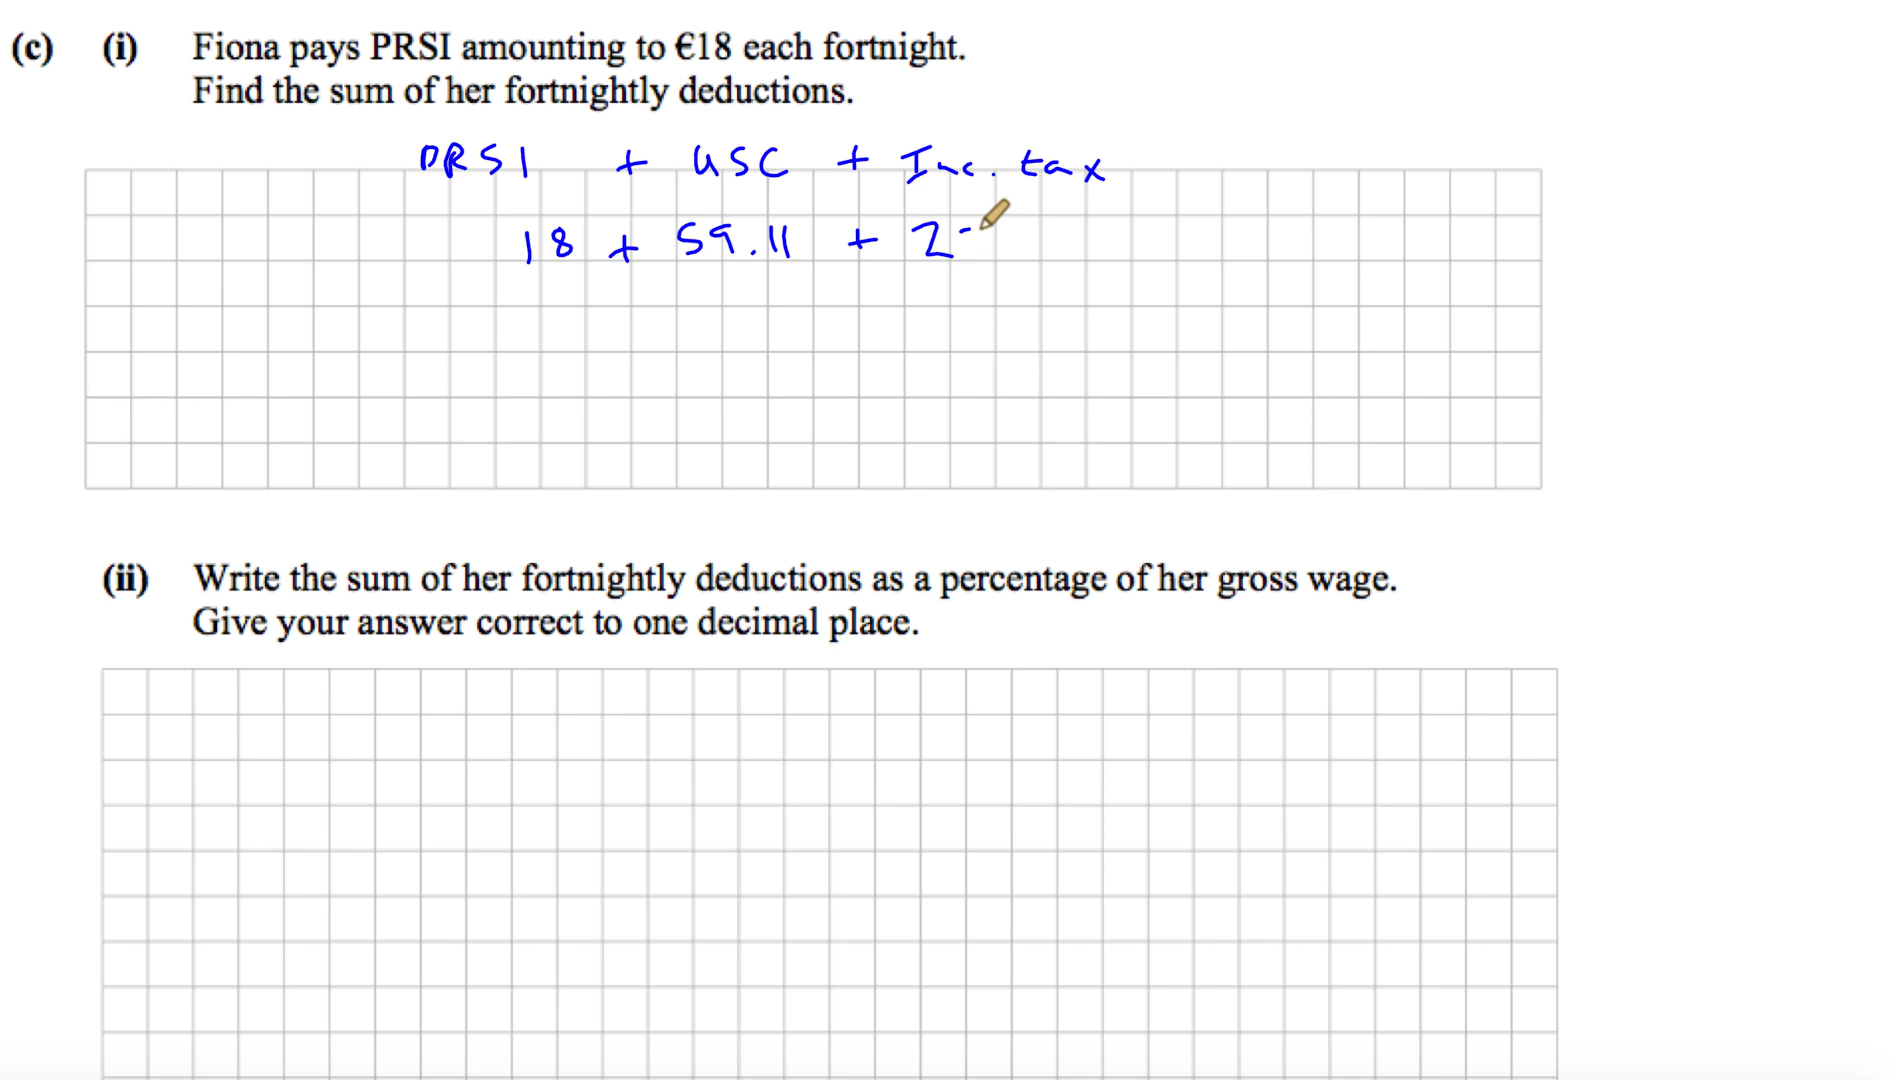 (c) (i) Fiona pays PRSI amounting to €18 each fortnight.
Find the sum of her fortnightly deductions.
PRSI + USC + Inc. tax
18 + 59.11 + 2
(ii) Write the sum of her fortnightly deductions as a percentage of her gross wage.
Give your answer correct to one decimal place.